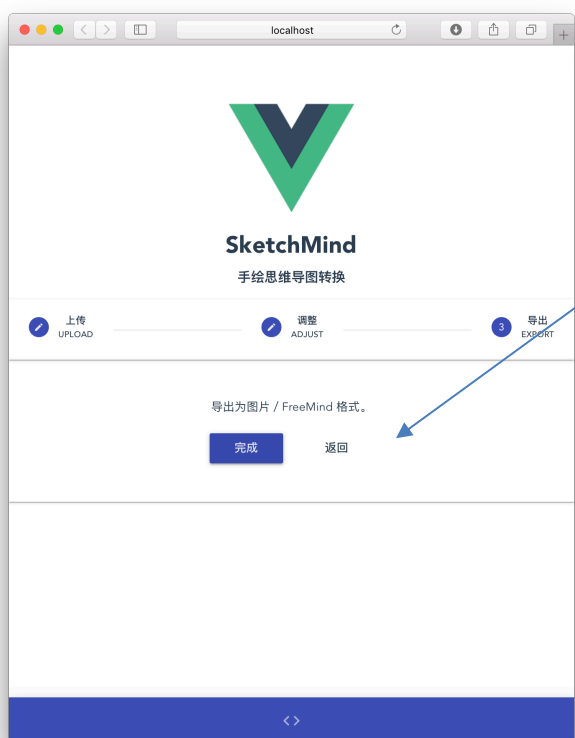 localhost
SketchMind
手绘思维导图转换
上传
UPLOAD
调整
ADJUST
3
导出
EXPORT
导出为图片 / FreeMind 格式。
完成
返回